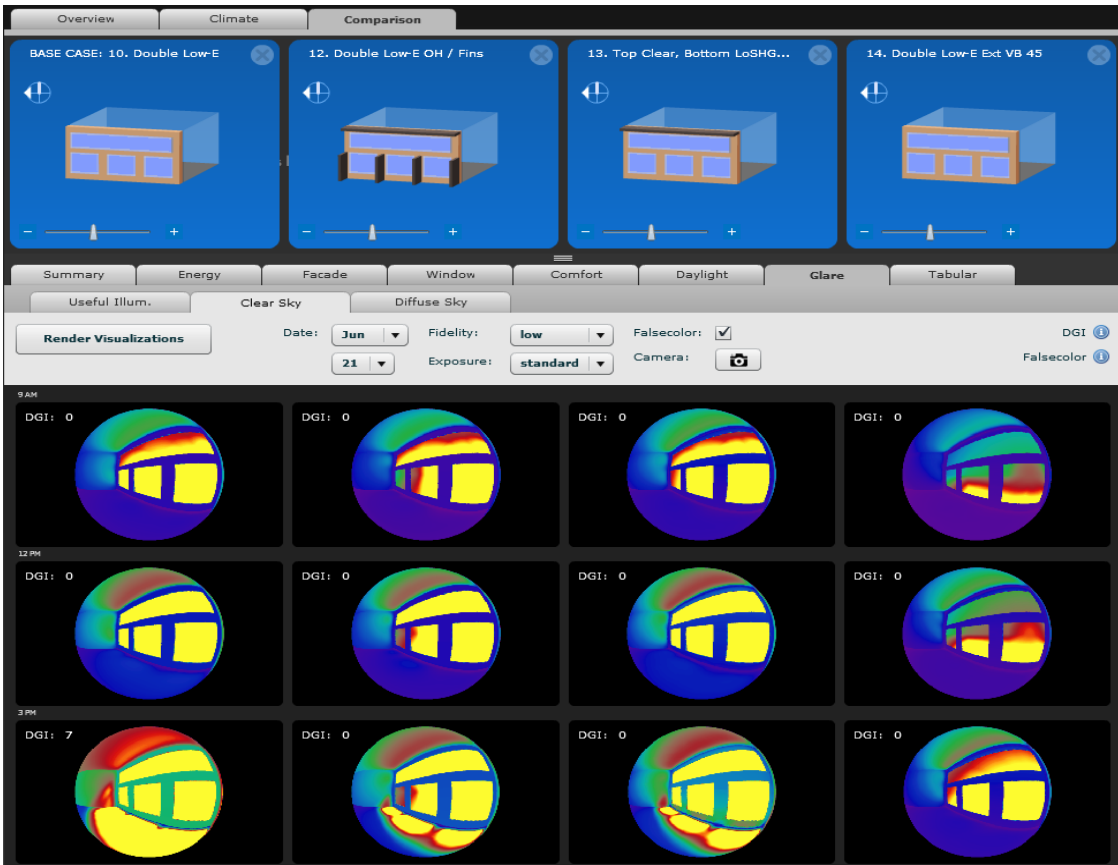 Overview Climate Comparison
BASE CASE: 10. Double Low-E 12. Double Low-E OH / Fins 13. Top Clear, Bottom LoSHG... 14. Double Low-E Ext VB 45
- + - + - + - +
Summary Energy Facade Window Comfort Daylight Glare Tabular
Useful Illum. Clear Sky Diffuse Sky
Render Visualizations Date: Jun Fidelity: low Falsecolor: DGI
21 Exposure: standard Camera: Falsecolor
9 AM
DGI: 0 DGI: 0 DGI: 0 DGI: 0
12 PM
DGI: 0 DGI: 0 DGI: 0 DGI: 0
3 PM
DGI: 7 DGI: 0 DGI: 0 DGI: 0